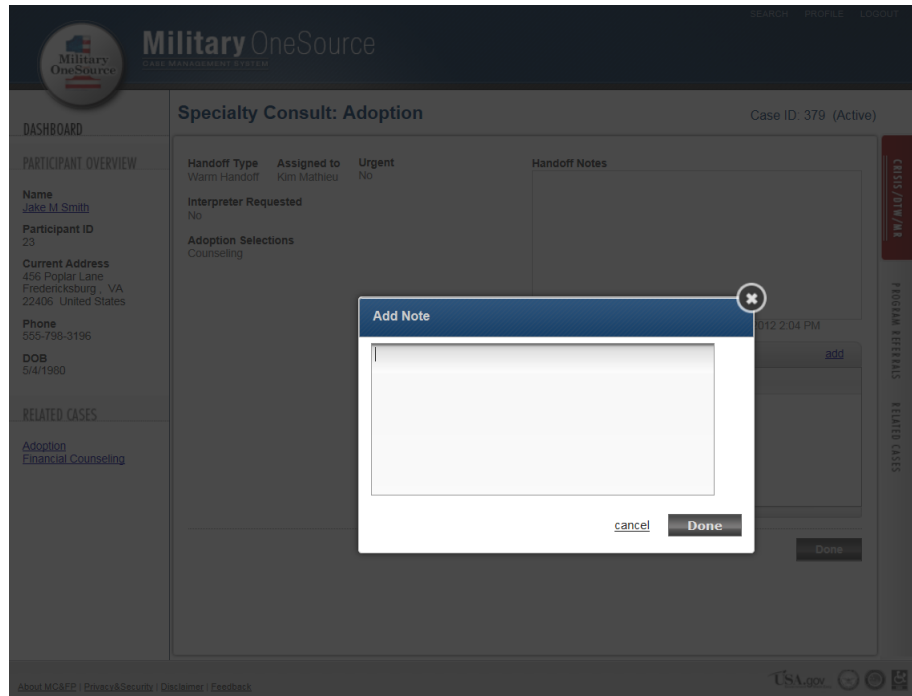 SEARCH PROFILE LOGOUT
Military OneSource
CASE MANAGEMENT SYSTEM
Military
OneSource
DASHBOARD
PARTICIPANT OVERVIEW
Name
Jake M Smith
Participant ID
23
Current Address
456 Poplar Lane
Fredericksburg , VA
22406 United States
Phone
555-798-3196
DOB
5/4/1980
RELATED CASES
Adoption
Financial Counseling
Specialty Consult: Adoption
Case ID: 379 (Active)
Handoff Type Assigned to Urgent
Warm Handoff Kim Mathieu No
Interpreter Requested
No
Adoption Selections
Counseling
Handoff Notes
2012 2:04 PM
add
Add Note
cancel Done
Done
CRISIS/DTW/MR
PROGRAM REFERRALS
RELATED CASES
About MC&FP | Privacy&Security | Disclaimer | Feedback
USA.gov